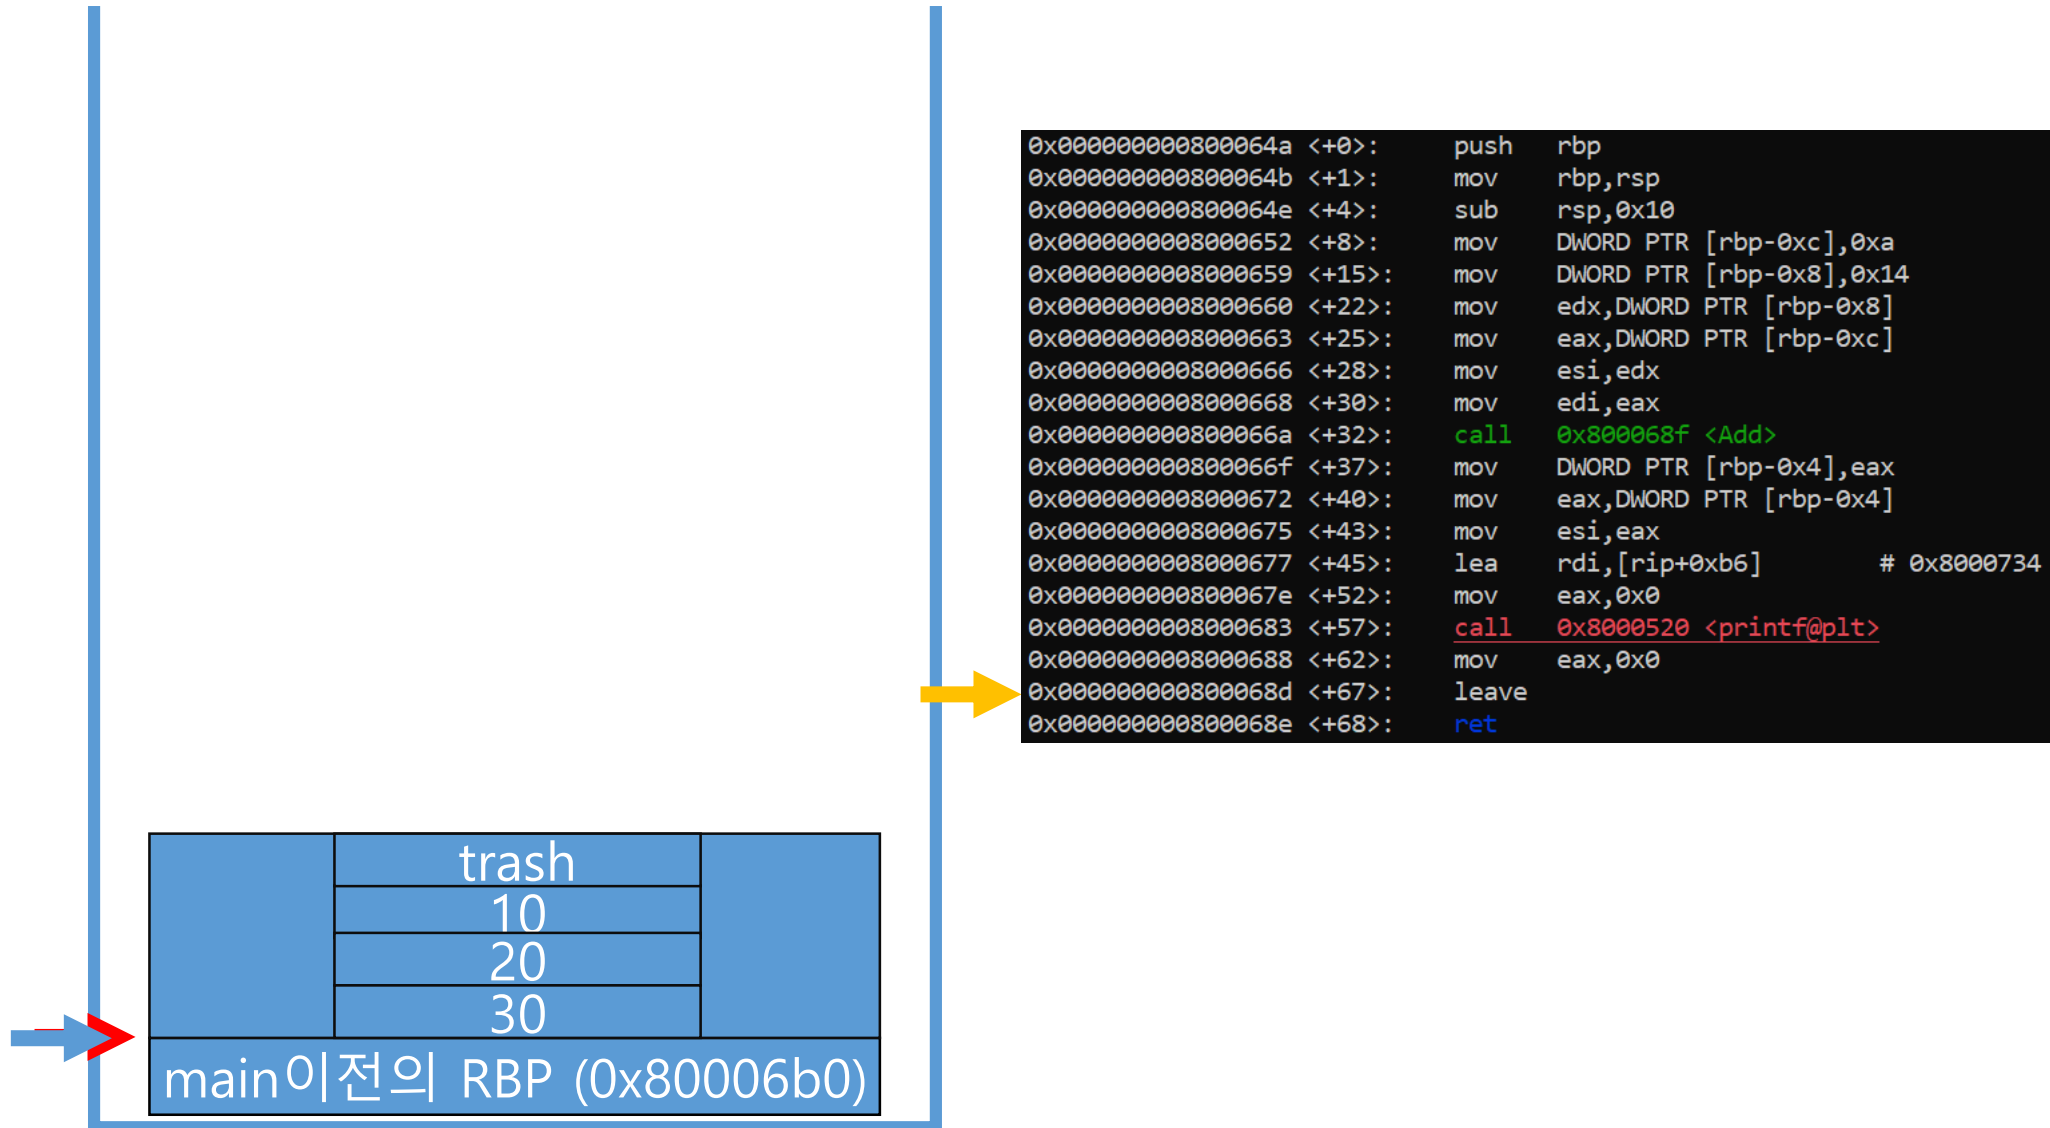 0x000000000800064a <+0>: push rbp
0x000000000800064b <+1>: mov rbp,rsp
0x000000000800064e <+4>: sub rsp,0x10
0x0000000008000652 <+8>: mov DWORD PTR [rbp-0xc],0xa
0x0000000008000659 <+15>: mov DWORD PTR [rbp-0x8],0x14
0x0000000008000660 <+22>: mov edx,DWORD PTR [rbp-0x8]
0x0000000008000663 <+25>: mov eax,DWORD PTR [rbp-0xc]
0x0000000008000666 <+28>: mov esi,edx
0x0000000008000668 <+30>: mov edi,eax
0x000000000800066a <+32>: call 0x800068f <Add>
0x000000000800066f <+37>: mov DWORD PTR [rbp-0x4],eax
0x0000000008000672 <+40>: mov eax,DWORD PTR [rbp-0x4]
0x0000000008000675 <+43>: mov esi,eax
0x0000000008000677 <+45>: lea rdi,[rip+0xb6] # 0x8000734
0x000000000800067e <+52>: mov eax,0x0
0x0000000008000683 <+57>: call 0x8000520 <printf@plt>
0x0000000008000688 <+62>: mov eax,0x0
0x000000000800068d <+67>: leave
0x000000000800068e <+68>: ret
trash
10
20
30
main이전의 RBP (0x80006b0)